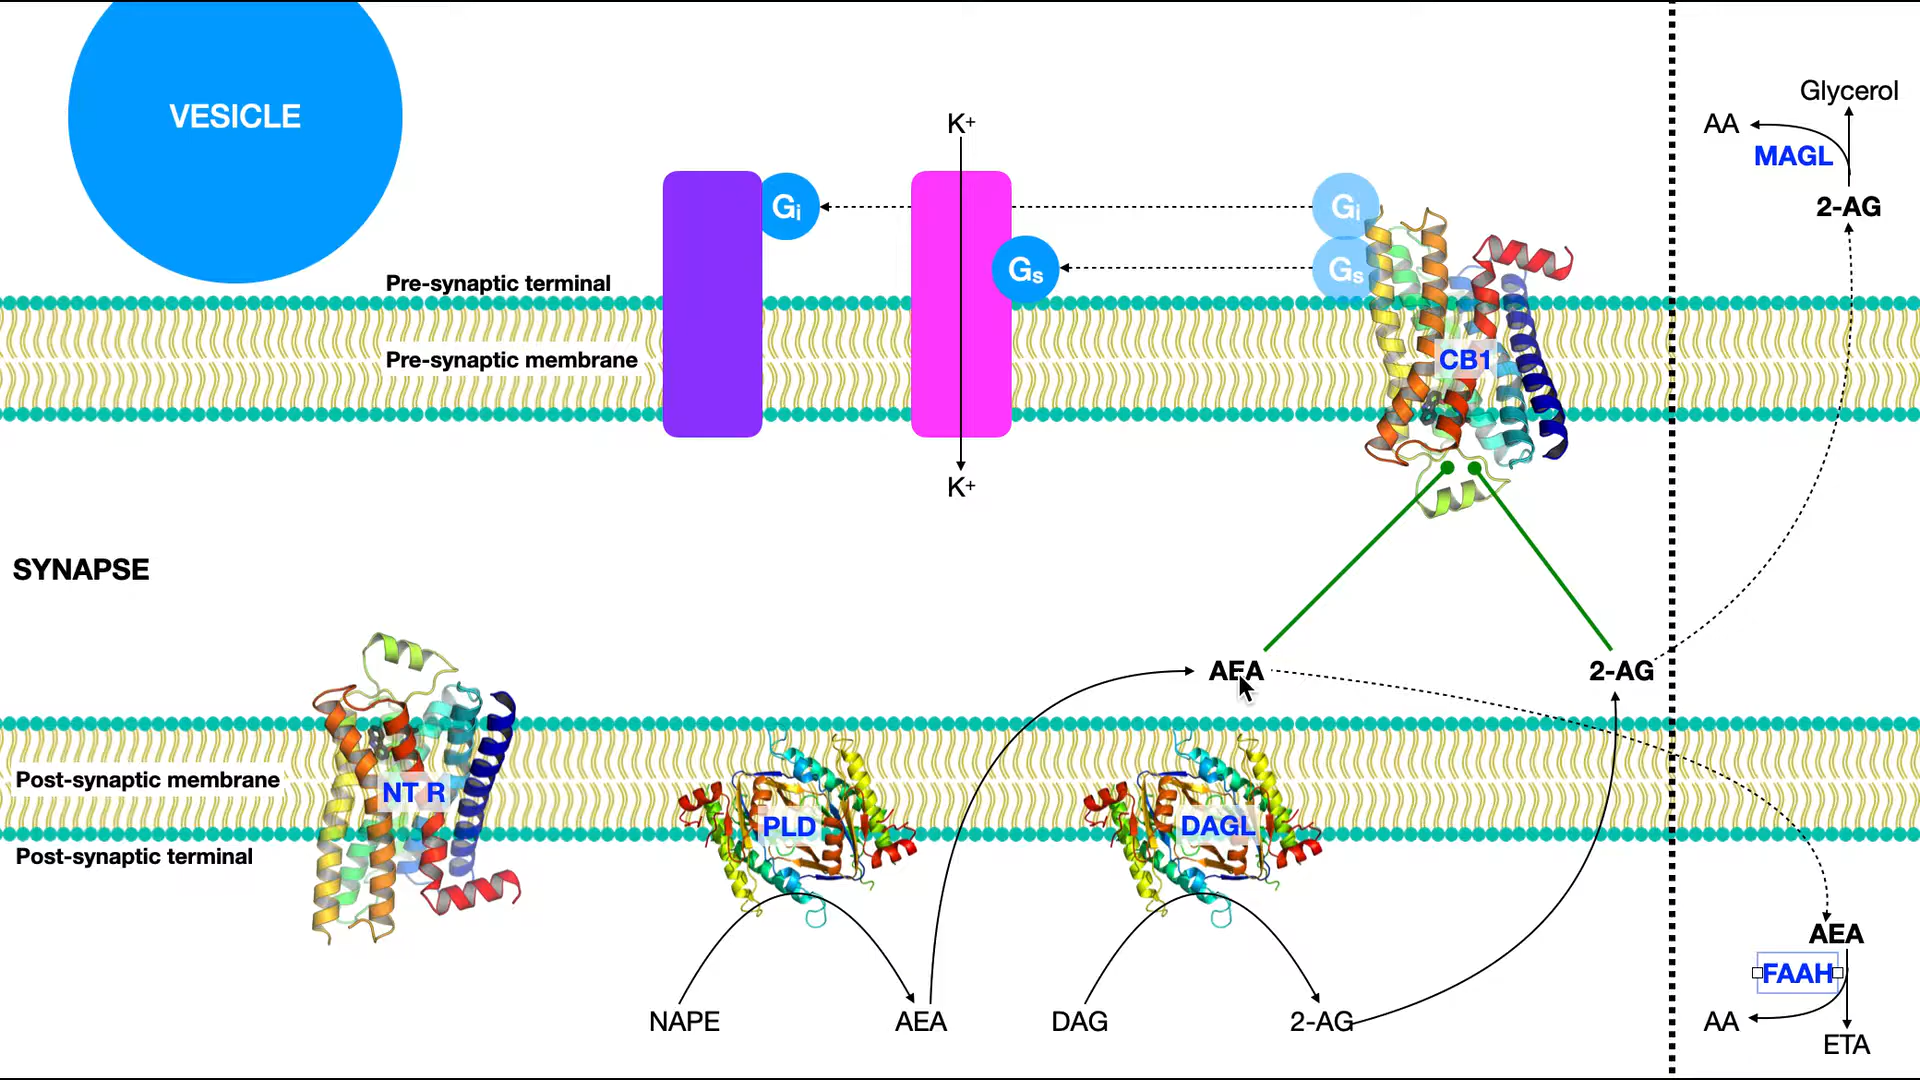 VESICLE
Glycerol
AA
MAGL
2-AG
K+
Gi
Gi
Gs
Gs
Pre-synaptic terminal
Pre-synaptic membrane
CB1
K+
SYNAPSE
AEA
2-AG
Post-synaptic membrane
NT R
PLD
DAGL
Post-synaptic terminal
AEA
FAAH
NAPE
AEA
DAG
2-AG
AA
ETA